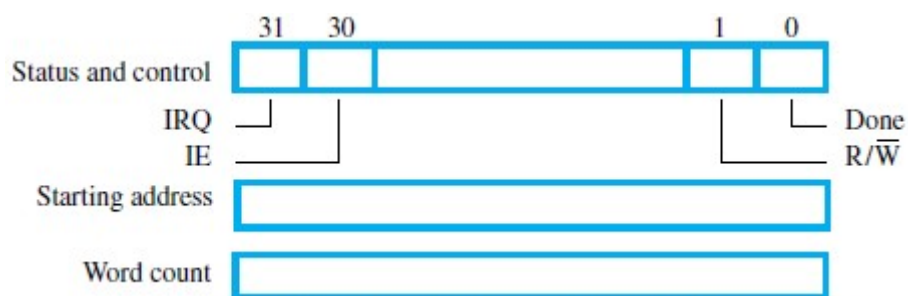 31 30 1 0
Status and control
IRQ Done
IE R/W̅
Starting address
Word count